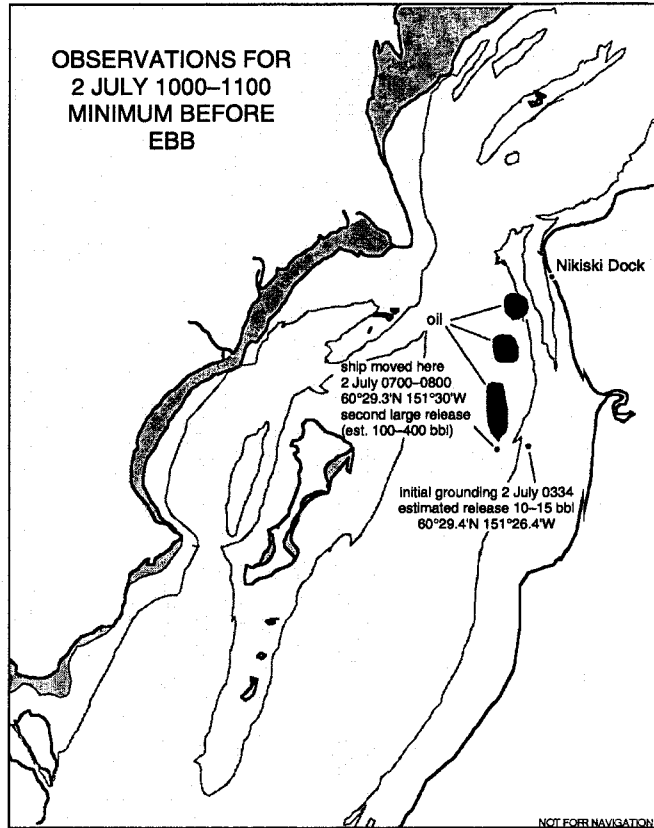 OBSERVATIONS FOR
2 JULY 1000–1100
MINIMUM BEFORE
EBB
Nikiski Dock
oil
ship moved here
2 July 0700–0800
60°29.3'N 151°30'W
second large release
(est. 100–400 bbl)
initial grounding 2 July 0334
estimated release 10–15 bbl
60°29.4'N 151°26.4'W
NOT FORR NAVIGATION